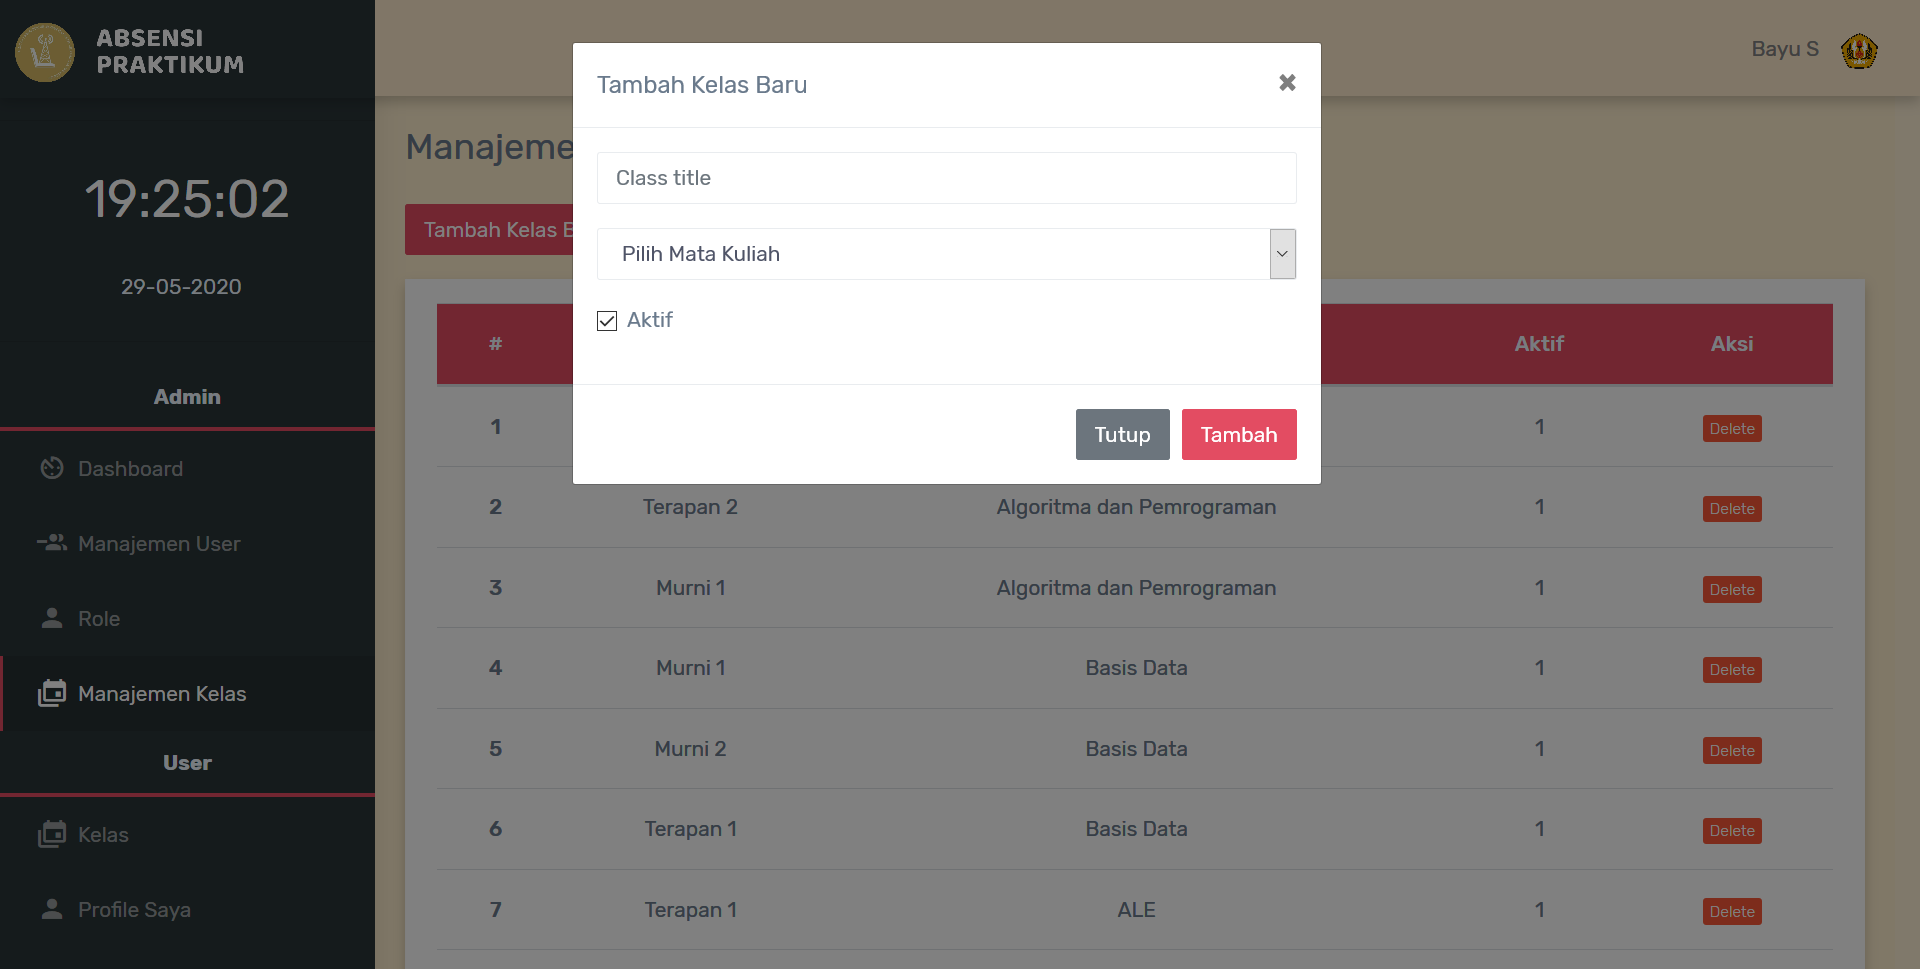 ABSENSI
PRAKTIKUM
Bayu S
19:25:02
29-05-2020
Admin
Dashboard
Manajemen User
Role
Manajemen Kelas
User
Kelas
Profile Saya
Manajeme
Tambah Kelas B
Tambah Kelas Baru
Class title
Pilih Mata Kuliah
Aktif
Tutup Tambah
# Aktif Aksi
1 1 Delete
2 Terapan 2 Algoritma dan Pemrograman 1 Delete
3 Murni 1 Algoritma dan Pemrograman 1 Delete
4 Murni 1 Basis Data 1 Delete
5 Murni 2 Basis Data 1 Delete
6 Terapan 1 Basis Data 1 Delete
7 Terapan 1 ALE 1 Delete